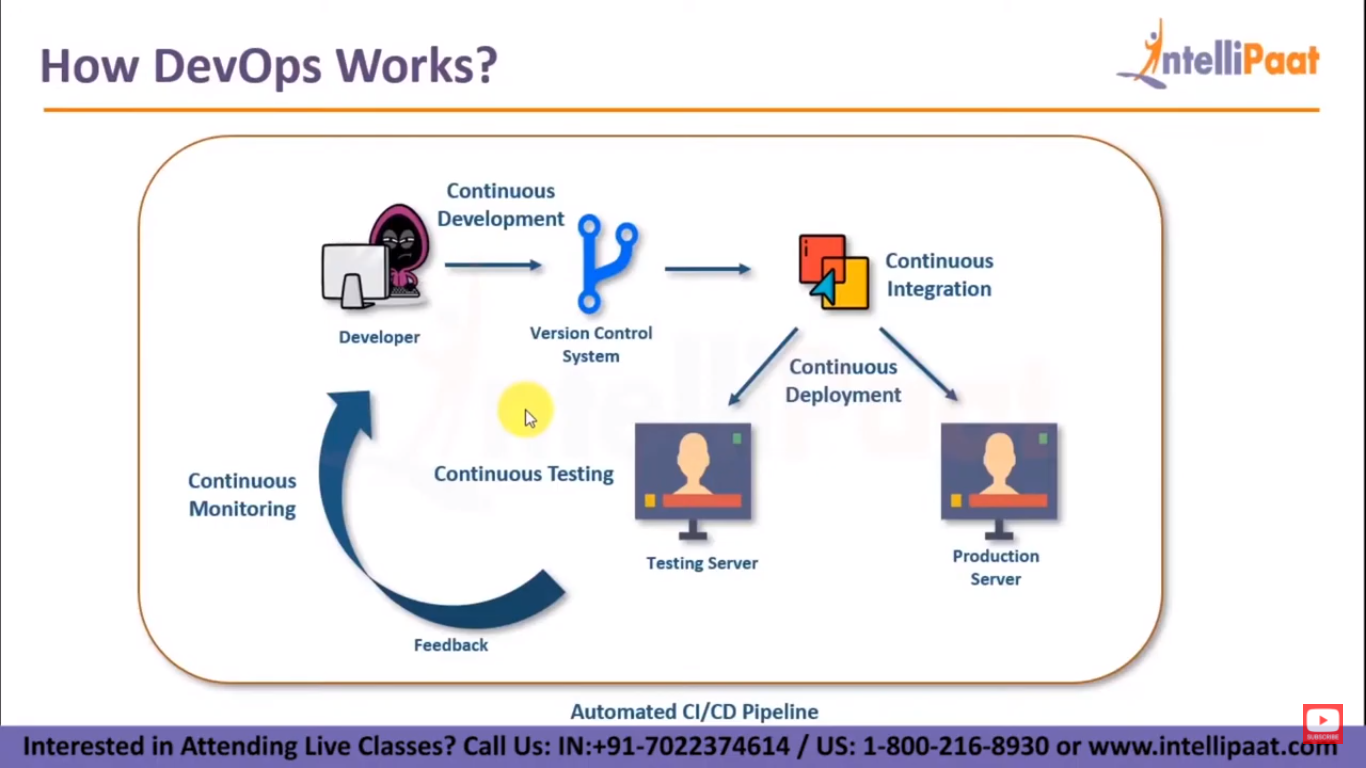 How DevOps Works?
IntelliPaat
Continuous
Development
Continuous
Integration
Developer
Version Control
System
Continuous
Deployment
Continuous
Monitoring
Continuous Testing
Testing Server
Production
Server
Feedback
Automated CI/CD Pipeline
SUBSCRIBE
Interested in Attending Live Classes? Call Us: IN:+91-7022374614 / US: 1-800-216-8930 or www.intellipaat.com
IntelliPaat